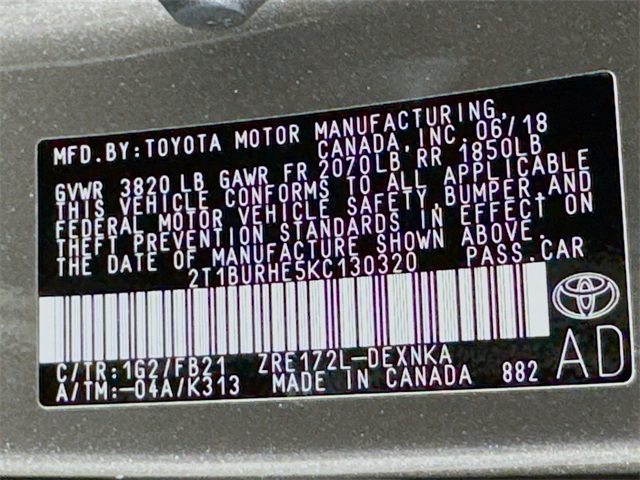 MFD.BY:TOYOTA MOTOR MANUFACTURING,
CANADA,INC. 06/18
GVWR 3820 LB GAWR FR 2070LB RR 1850LB
THIS VEHICLE CONFORMS TO ALL APPLICABLE
FEDERAL MOTOR VEHICLE SAFETY,BUMPER,AND
THEFT PREVENTION STANDARDS IN EFFECT ON
THE DATE OF MANUFACTURE SHOWN ABOVE.
2T1BURHE5KC130320 PASS.CAR
C/TR:1G2/FB21 ZRE172L-DEXNKA
A/TM:-04A/K313 MADE IN CANADA 882
AD